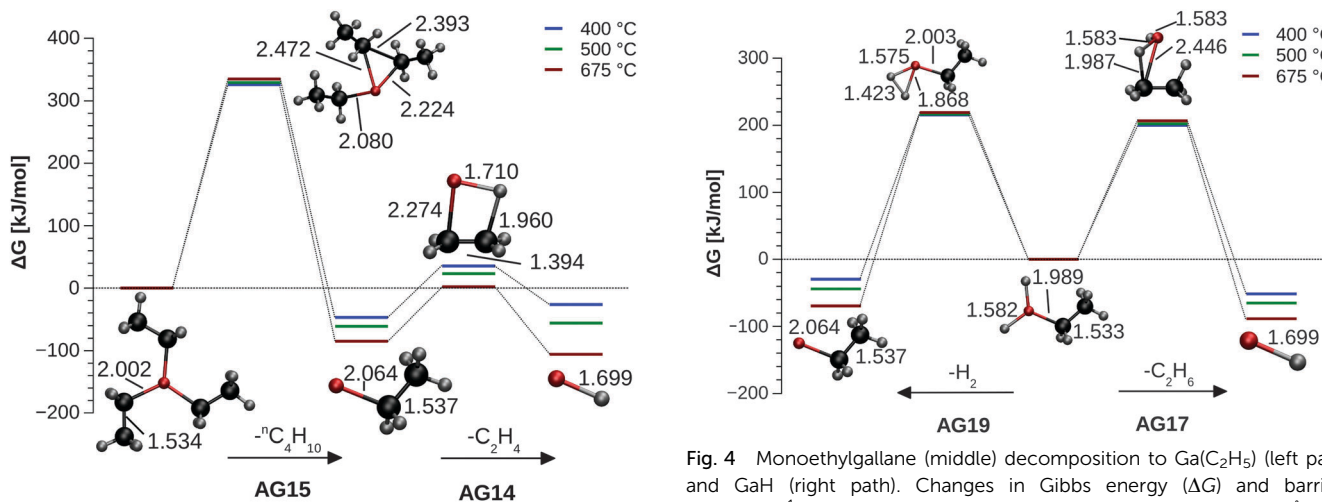 400 °C
500 °C
675 °C
ΔG [kJ/mol]
400
300
200
100
0
−100
−200
2.393
2.472
2.224
2.080
1.710
2.274
1.960
1.394
2.002
1.534
2.064
1.537
1.699
-ⁿC₄H₁₀
-C₂H₄
AG15
AG14
400 °C
500 °C
675 °C
ΔG [kJ/mol]
300
200
100
0
−100
−200
2.003
1.575
1.423
1.868
1.583
1.583
2.446
1.987
2.064
1.537
1.989
1.582
1.533
1.699
-H₂
-C₂H₆
AG19
AG17
Fig. 4 Monoethylgallane (middle) decomposition to Ga(C₂H₅) (left pa
and GaH (right path). Changes in Gibbs energy (ΔG) and barri